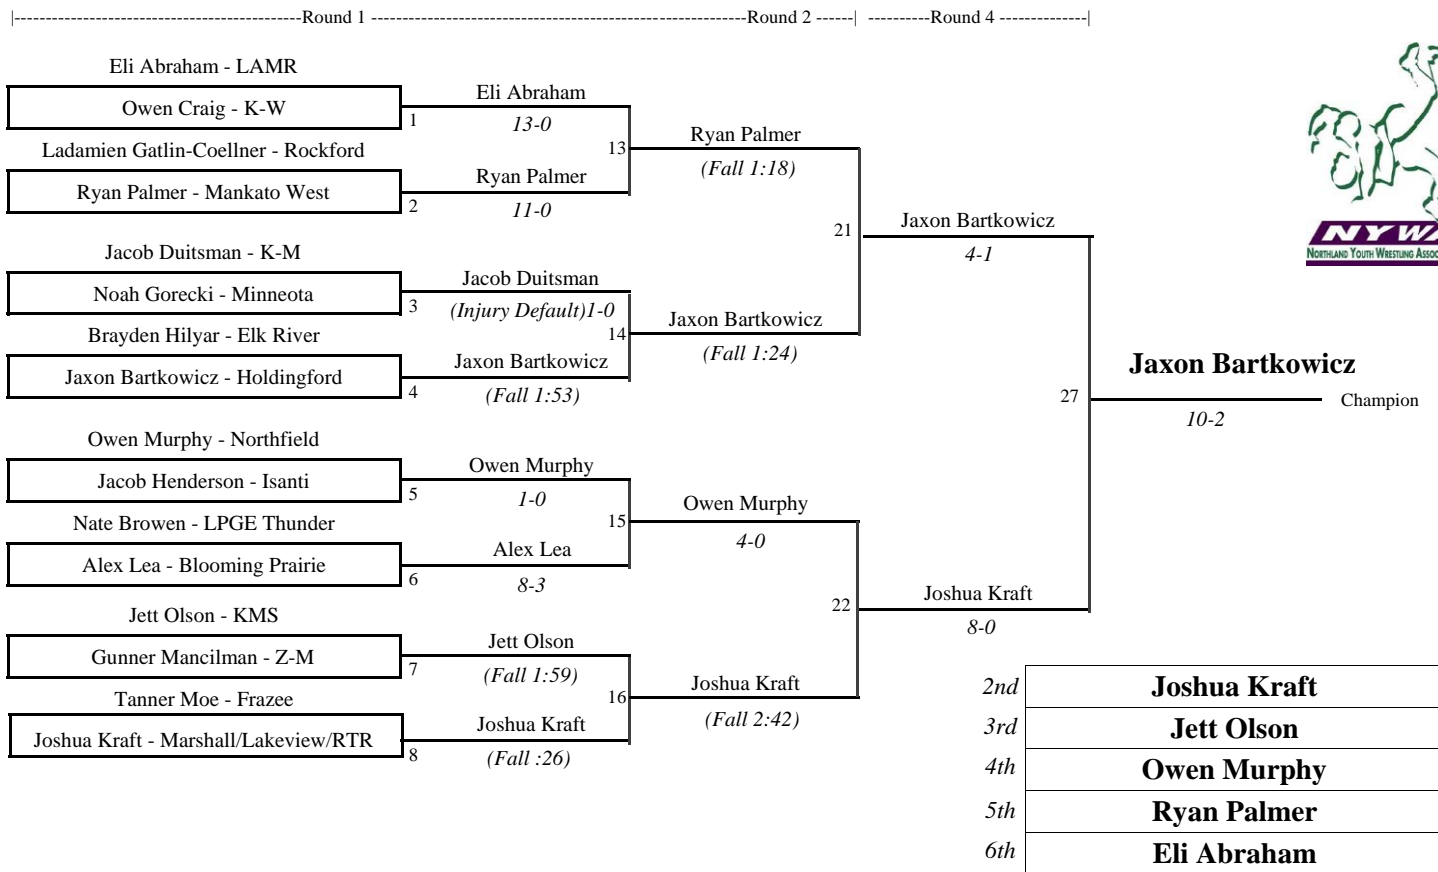 |-----------------------------------------------Round 1 --------------------------------------------------------------Round 2 ------| ----------Round 4 --------------|
Eli Abraham - LAMR
Owen Craig - K-W
1
Eli Abraham
13-0
Ladamien Gatlin-Coellner - Rockford
Ryan Palmer - Mankato West
2
Ryan Palmer
11-0
13
Ryan Palmer
(Fall 1:18)
Jacob Duitsman - K-M
Noah Gorecki - Minneota
3
Jacob Duitsman
(Injury Default)1-0
Brayden Hilyar - Elk River
Jaxon Bartkowicz - Holdingford
4
Jaxon Bartkowicz
(Fall 1:53)
14
Jaxon Bartkowicz
(Fall 1:24)
21
Jaxon Bartkowicz
4-1
Owen Murphy - Northfield
Jacob Henderson - Isanti
5
Owen Murphy
1-0
Nate Browen - LPGE Thunder
Alex Lea - Blooming Prairie
6
Alex Lea
8-3
15
Owen Murphy
4-0
Jett Olson - KMS
Gunner Mancilman - Z-M
7
Jett Olson
(Fall 1:59)
Tanner Moe - Frazee
Joshua Kraft - Marshall/Lakeview/RTR
8
Joshua Kraft
(Fall :26)
16
Joshua Kraft
(Fall 2:42)
22
Joshua Kraft
8-0
27
Jaxon Bartkowicz
Champion
10-2
NYWA
NORTHLAND YOUTH WRESTLING ASSOC
2nd Joshua Kraft
3rd Jett Olson
4th Owen Murphy
5th Ryan Palmer
6th Eli Abraham